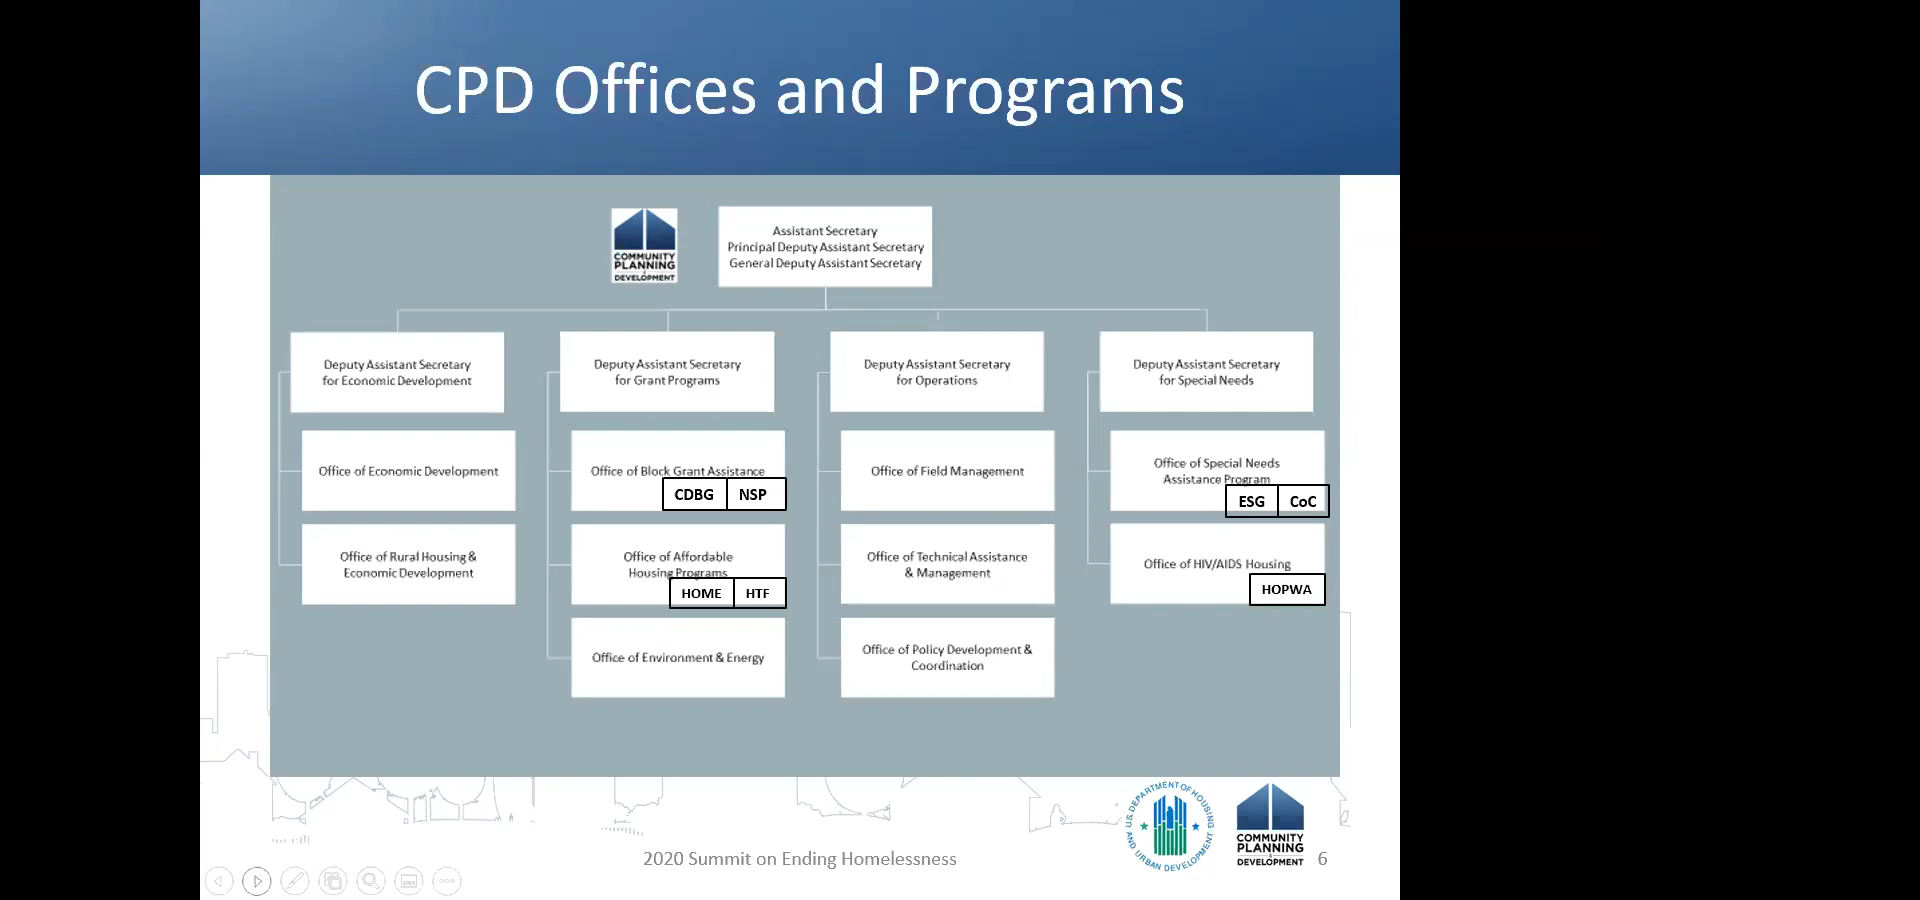 CPD Offices and Programs
COMMUNITY
PLANNING
DEVELOPMENT
Assistant Secretary
Principal Deputy Assistant Secretary
General Deputy Assistant Secretary
Deputy Assistant Secretary
for Economic Development
Office of Economic Development
Office of Rural Housing &
Economic Development
Deputy Assistant Secretary
for Grant Programs
Office of Block Grant Assistance
CDBG NSP
Office of Affordable
Housing Programs
HOME HTF
Office of Environment & Energy
Deputy Assistant Secretary
for Operations
Office of Field Management
Office of Technical Assistance
& Management
Office of Policy Development &
Coordination
Deputy Assistant Secretary
for Special Needs
Office of Special Needs
Assistance Program
ESG CoC
Office of HIV/AIDS Housing
HOPWA
2020 Summit on Ending Homelessness
U.S. DEPARTMENT OF HOUSING
AND URBAN DEVELOPMENT
COMMUNITY
PLANNING
DEVELOPMENT
6